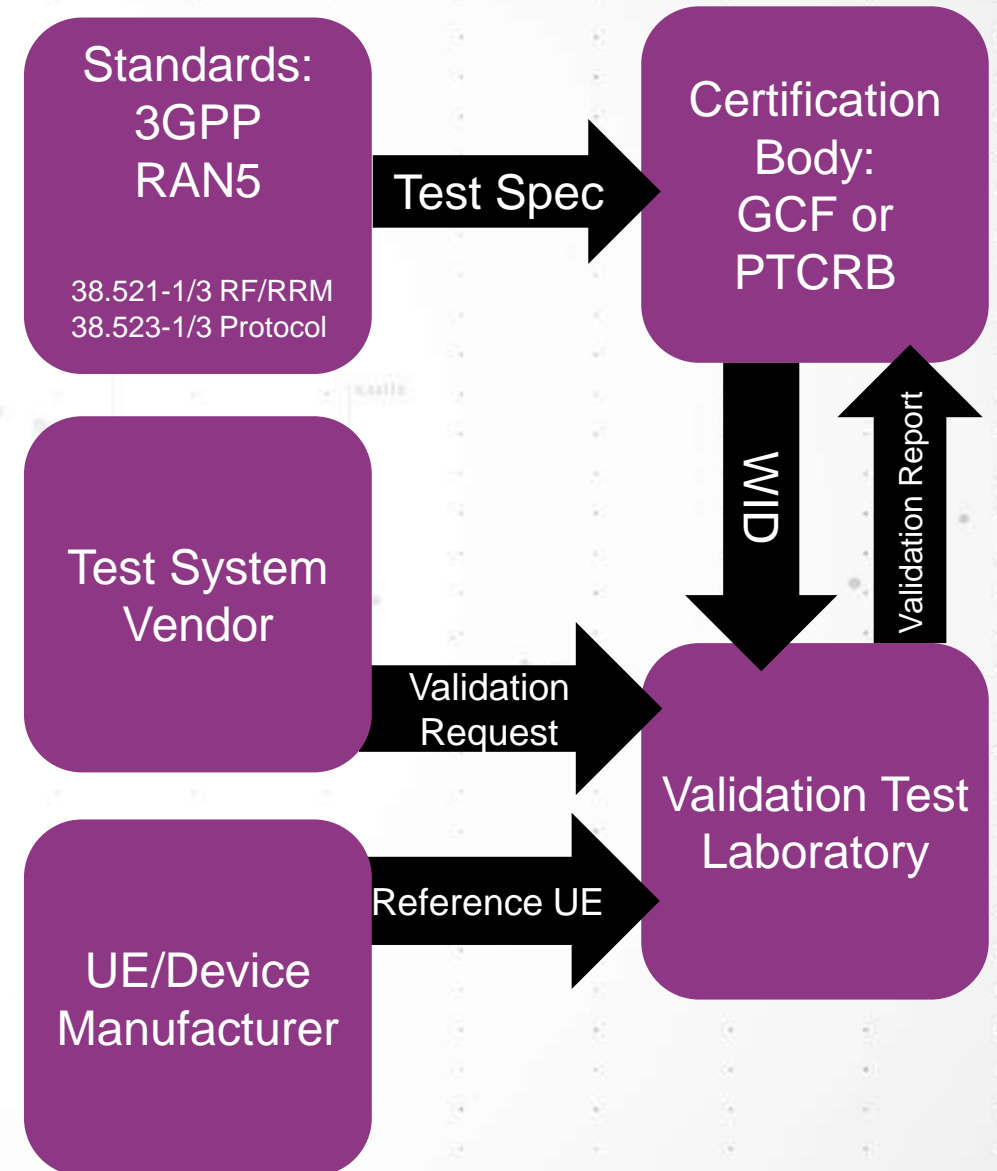 Standards:
3GPP
RAN5
38.521-1/3 RF/RRM
38.523-1/3 Protocol
Test Spec
Certification
Body:
GCF or
PTCRB
WID
Validation Report
Test System
Vendor
Validation
Request
Validation Test
Laboratory
Reference UE
UE/Device
Manufacturer